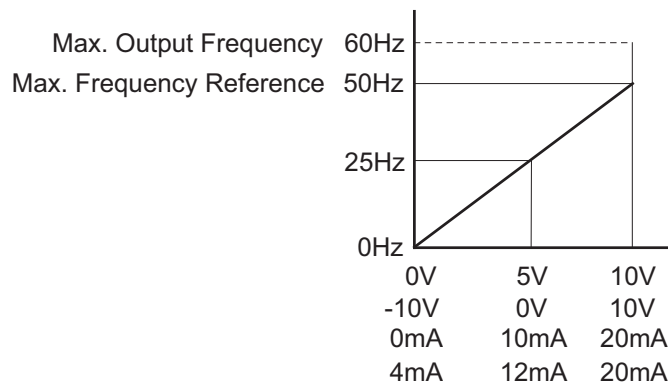 Max. Output Frequency 60Hz
Max. Frequency Reference 50Hz
25Hz
0Hz
0V 5V 10V
-10V 0V 10V
0mA 10mA 20mA
4mA 12mA 20mA